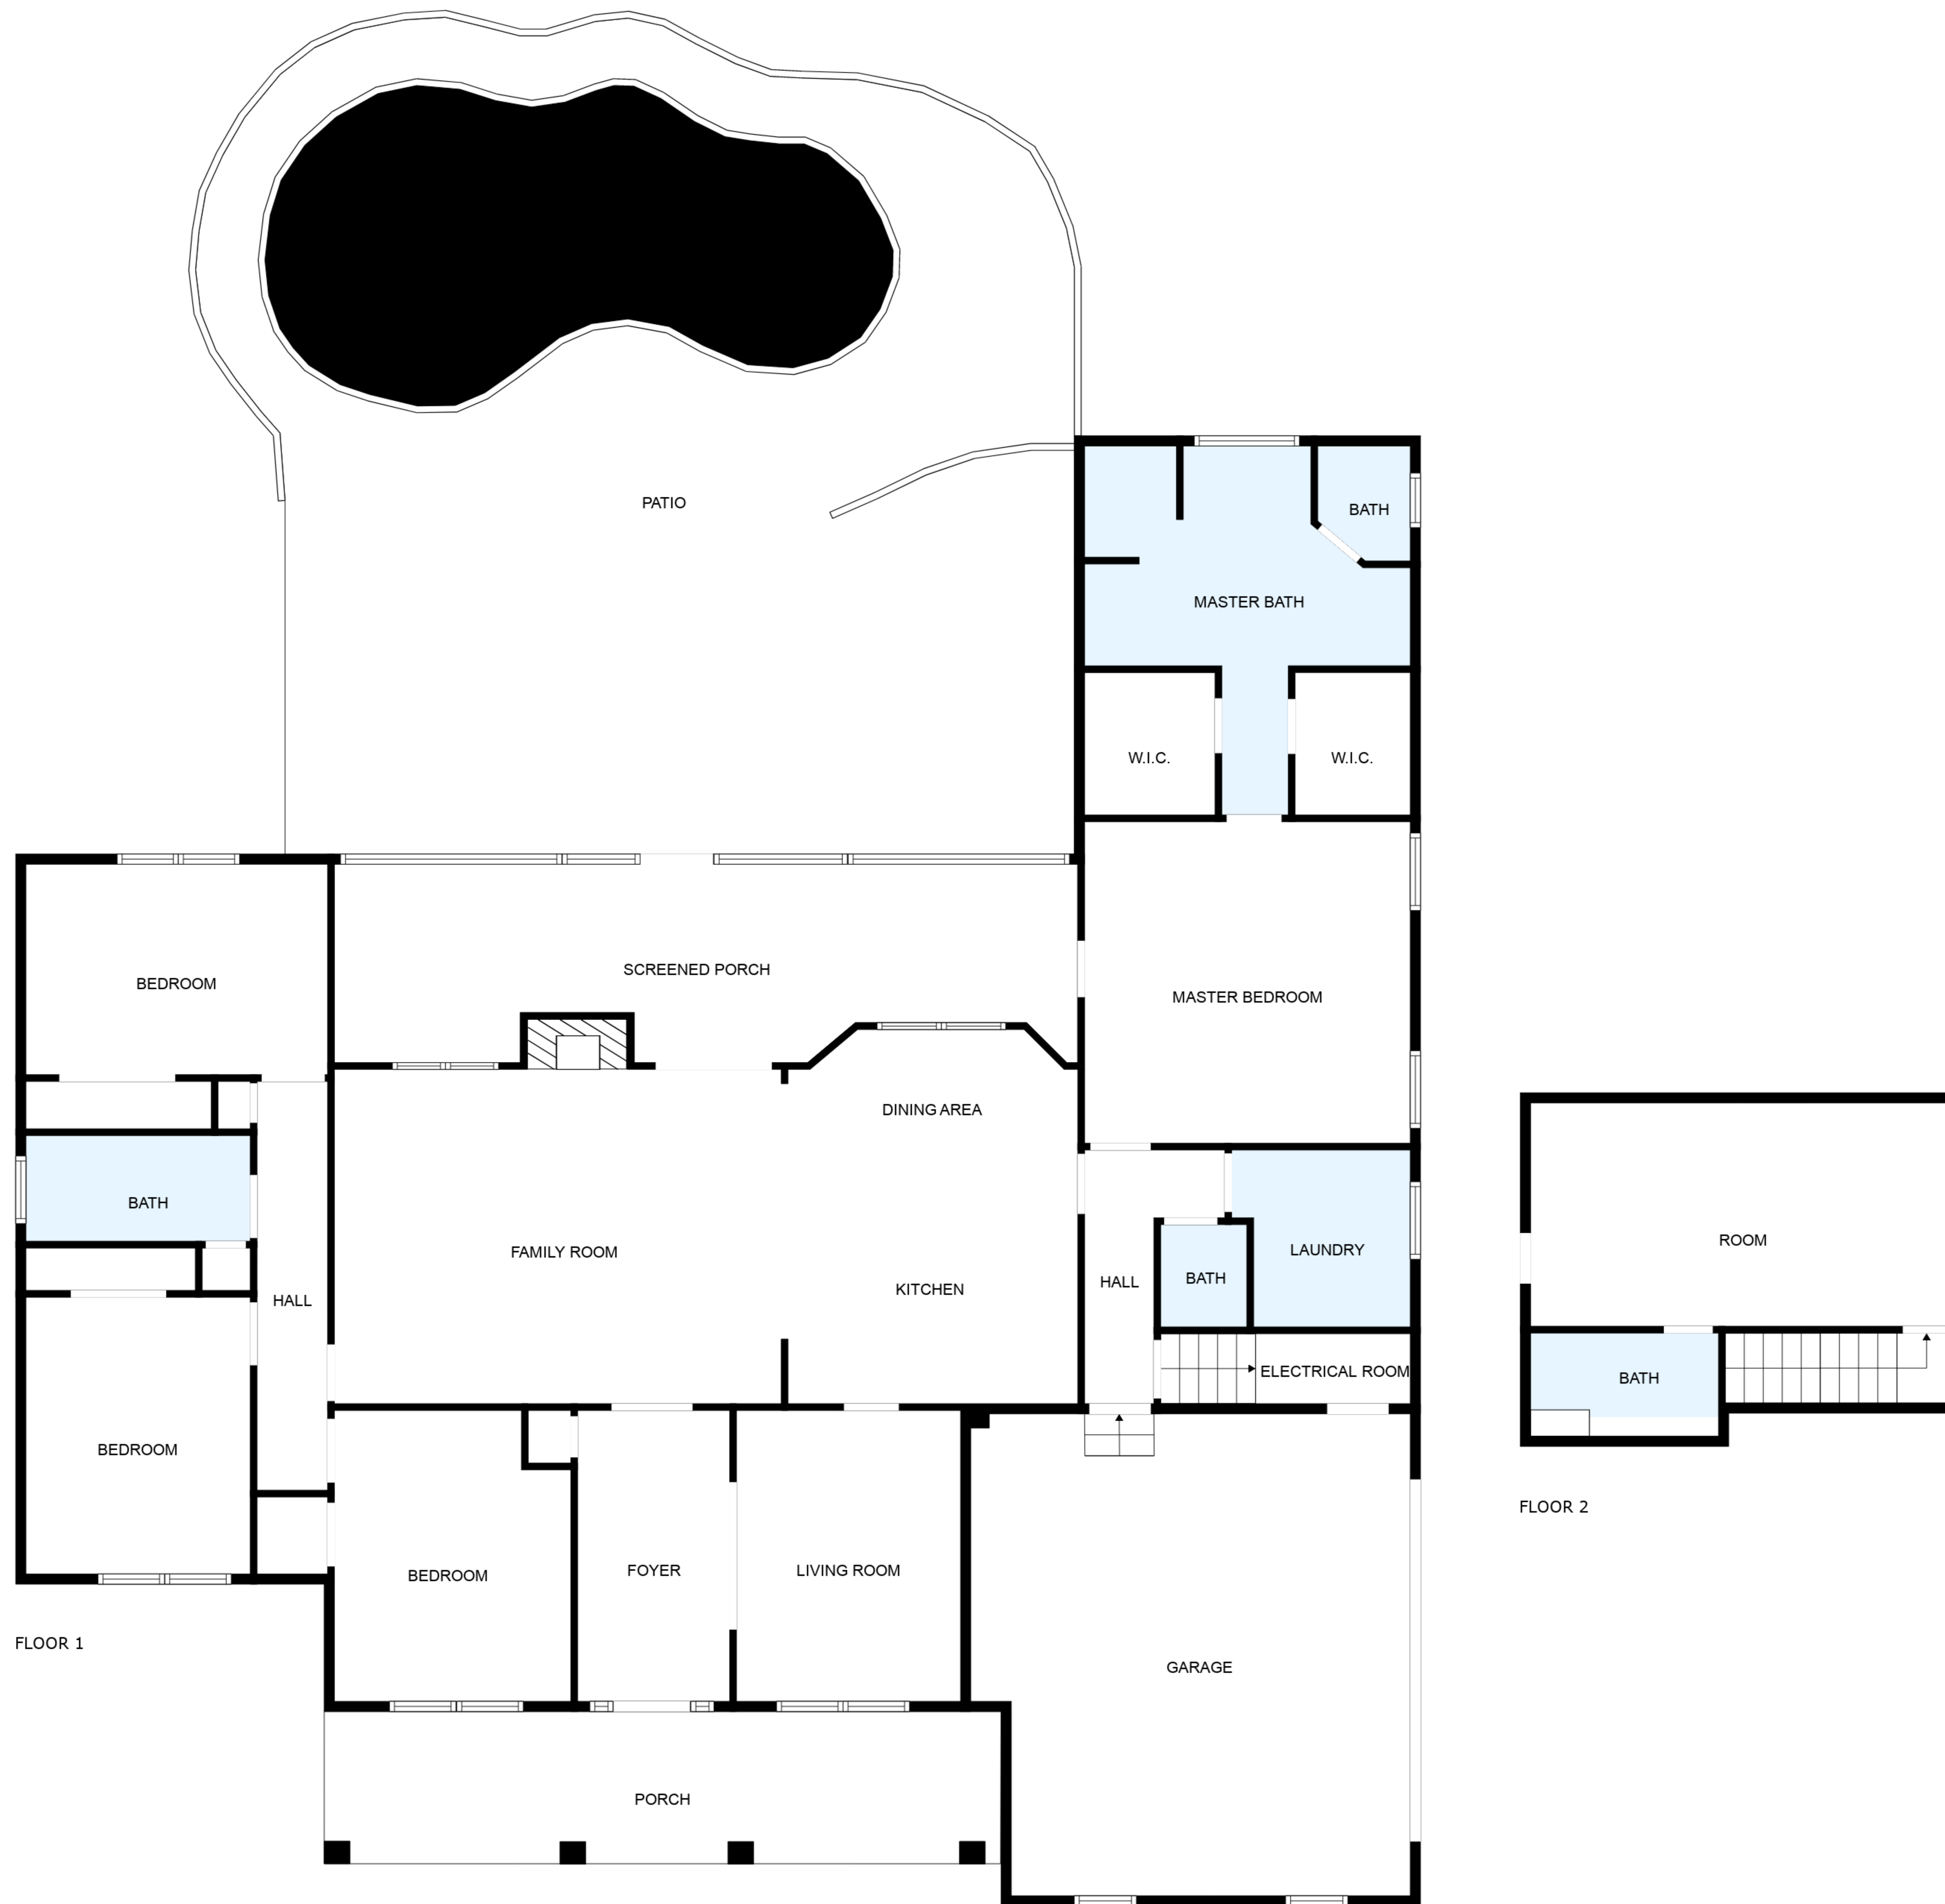 PATIO
BATH
MASTER BATH
W.I.C.
W.I.C.
SCREENED PORCH
BEDROOM
MASTER BEDROOM
DINING AREA
BATH
FAMILY ROOM
KITCHEN
HALL
HALL
BATH
LAUNDRY
ELECTRICAL ROOM
BEDROOM
BEDROOM
FOYER
LIVING ROOM
GARAGE
PORCH
FLOOR 1
ROOM
BATH
FLOOR 2